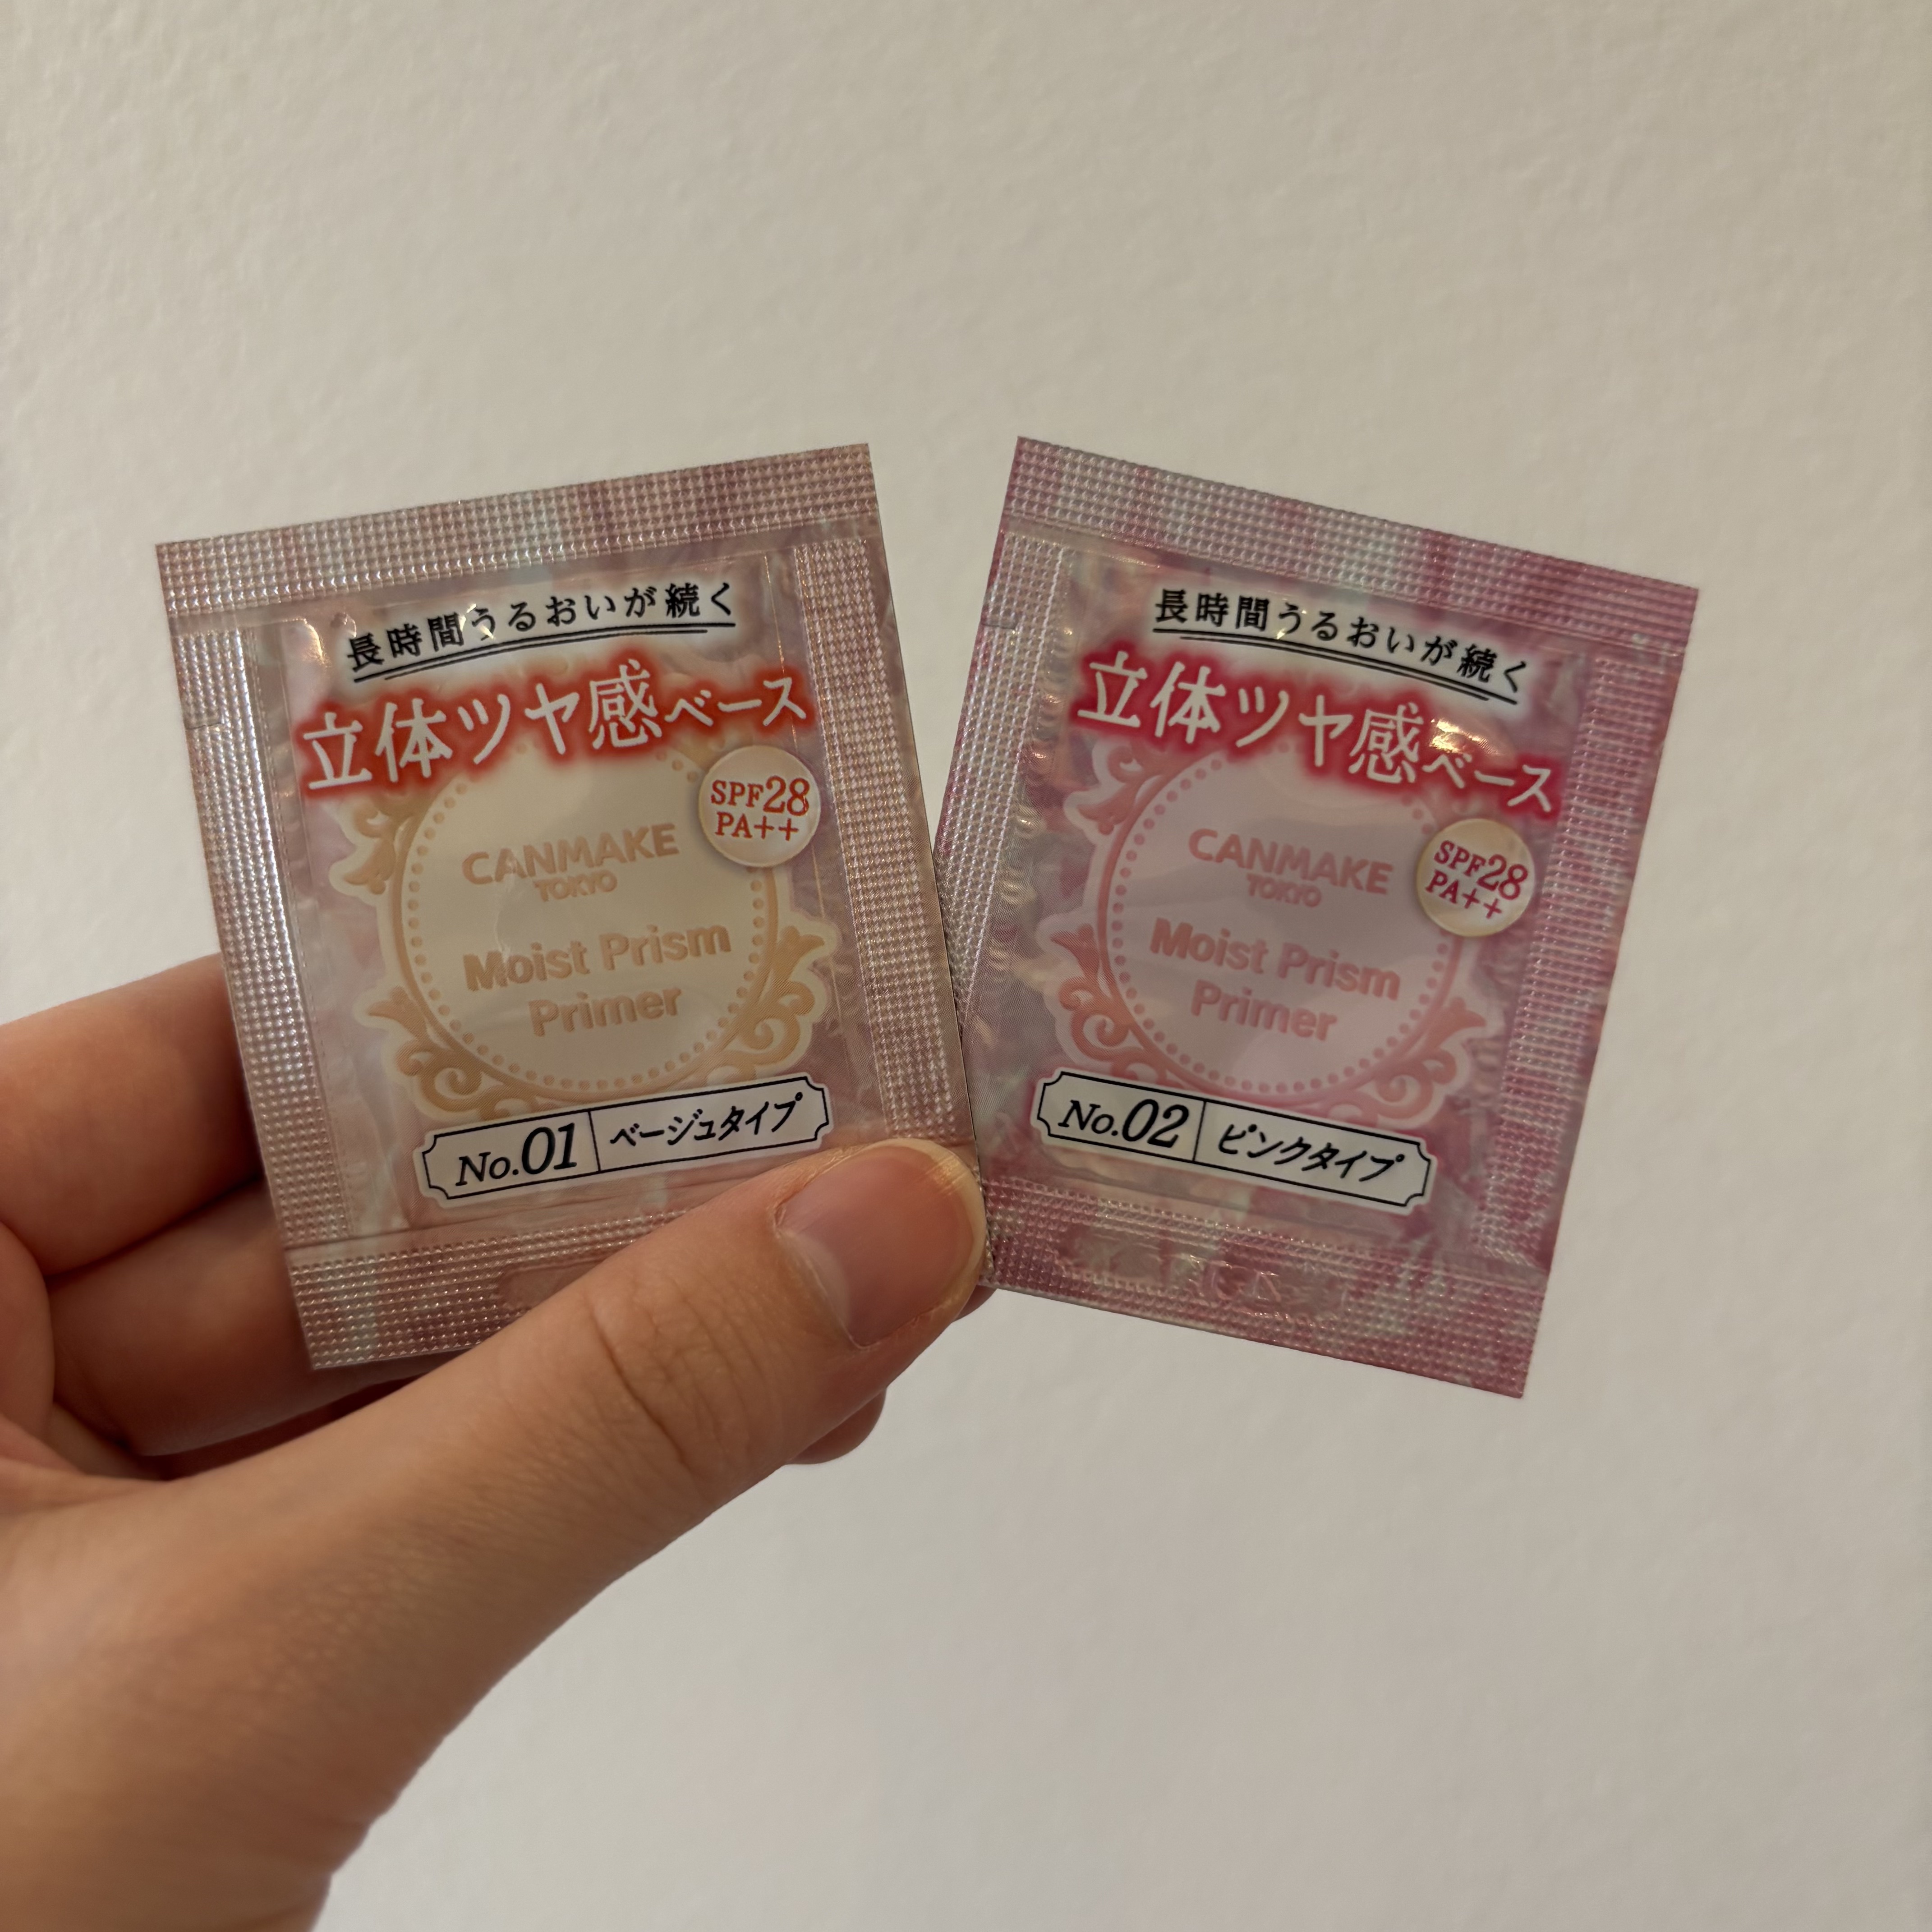 長時間うるおいが続く
立体ツヤ感ベース
SPF28
PA++
CANMAKE
TOKYO
Moist Prism
Primer
No.01 ベージュタイプ
長時間うるおいが続く
立体ツヤ感ベース
SPF28
PA++
CANMAKE
TOKYO
Moist Prism
Primer
No.02 ピンクタイプ